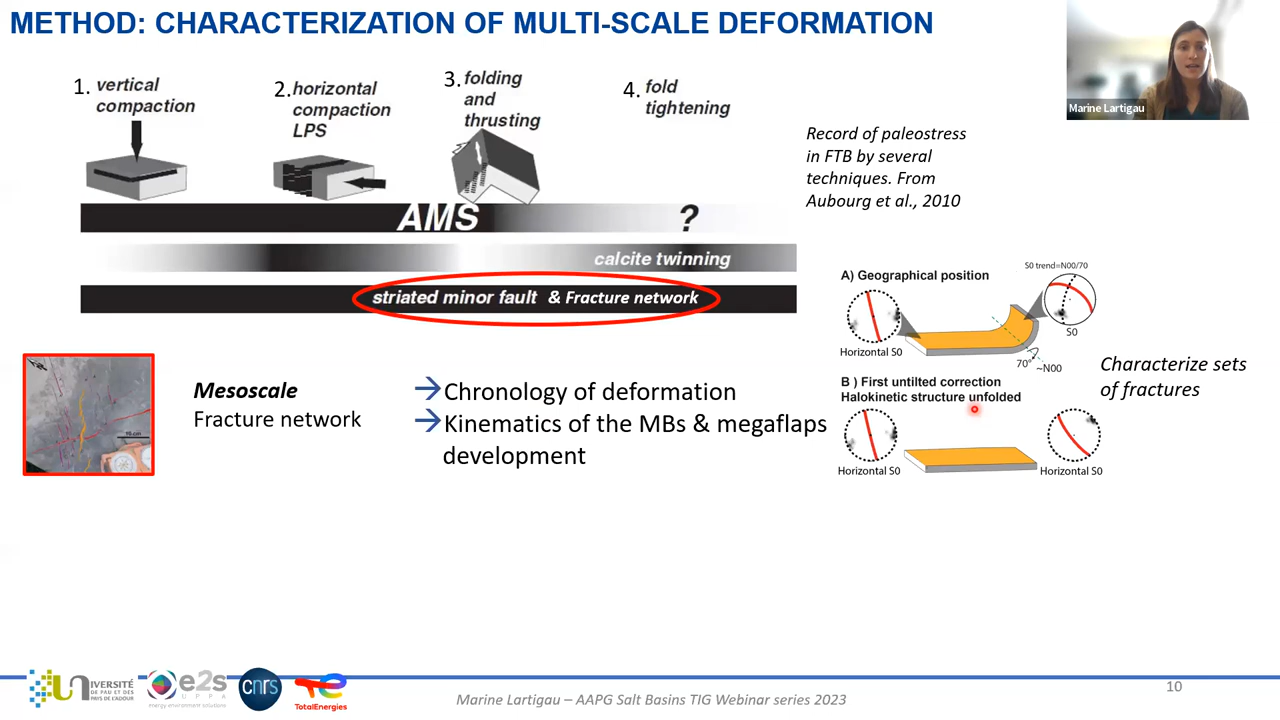 METHOD: CHARACTERIZATION OF MULTI-SCALE DEFORMATION
Marine Lartigau
1. vertical
compaction
2. horizontal
compaction
LPS
3. folding
and
thrusting
4. fold
tightening
Record of paleostress
in FTB by several
techniques. From
Aubourg et al., 2010
AMS
?
calcite twinning
striated minor fault & Fracture network
A) Geographical position
S0 trend=N00/70
Horizontal S0
S0
70°
~N00
B ) First untilted correction
Halokinetic structure unfolded
Horizontal S0
Horizontal S0
Characterize sets
of fractures
10 cm
Mesoscale
Fracture network
→Chronology of deformation
→Kinematics of the MBs & megaflaps
development
UNIVERSITÉ
DE PAU ET DES
PAYS DE L'ADOUR
e2s
UPPA
energy environment solutions
cnrs
TotalEnergies
Marine Lartigau – AAPG Salt Basins TIG Webinar series 2023
10